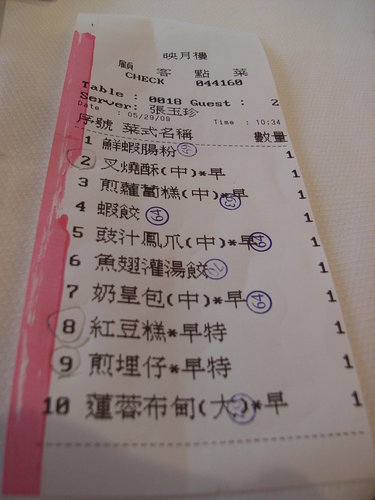 映月樓
顧 客 點 菜
CHECK 044160
Table : 0018 Guest : 2
Server: 張玉珍
Date : 05/29/09 Time : 10:34
序號 菜式名稱 數量
1 鮮蝦腸粉 1
2 叉燒酥(中)*早 1
3 煎蘿蔔糕(中)*早 1
4 蝦餃 1
5 豉汁鳳爪(中)*早 1
6 魚翅灌湯餃 1
7 奶皇包(中)*早 1
8 紅豆糕*早特 1
9 煎堤仔*早特 1
10 蓮蓉布甸(大)*早 1